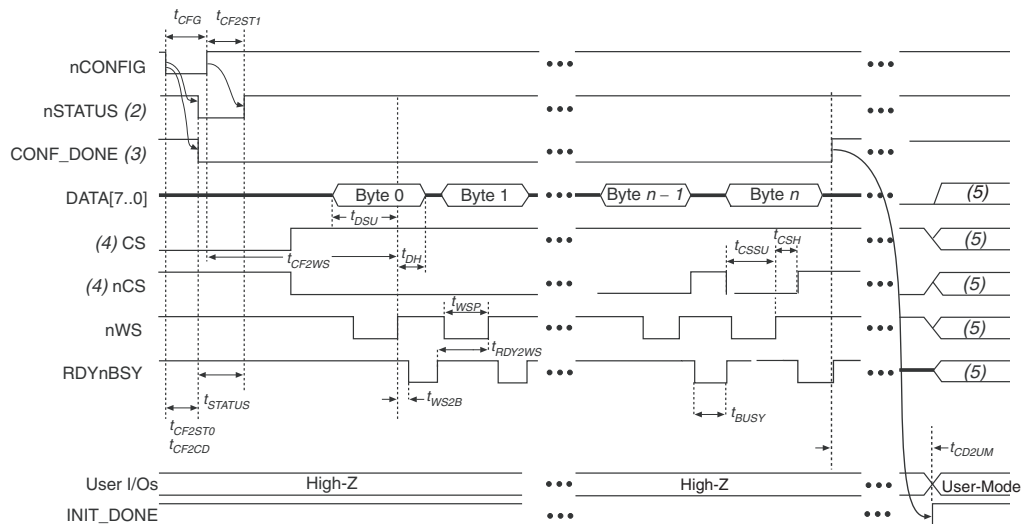 tCFG tCF2ST1
nCONFIG
nSTATUS (2)
CONF_DONE (3)
DATA[7..0] Byte 0 Byte 1 Byte n – 1 Byte n (5)
tDSU
(4) CS tCF2WS tDH tCSSU tCSH (5)
(4) nCS (5)
tWSP
nWS (5)
tRDY2WS
RDYnBSY (5)
tSTATUS tWS2B tBUSY
tCF2ST0
tCF2CD
tCD2UM
User I/Os High-Z High-Z User-Mode
INIT_DONE